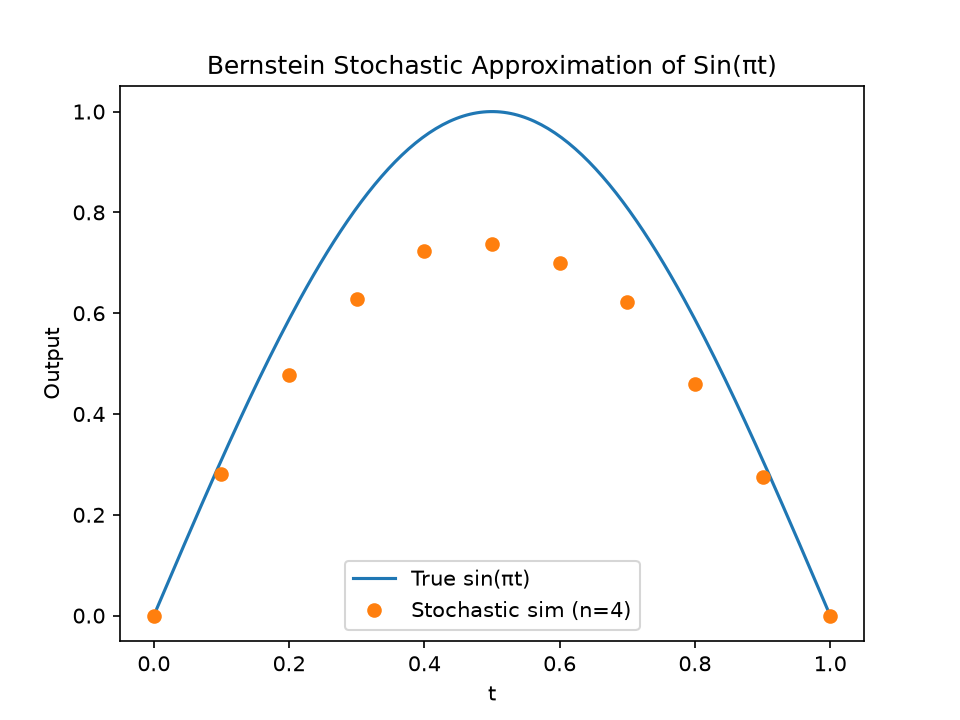 Bernstein Stochastic Approximation of Sin(πt)
Output
1.0
0.8
0.6
0.4
0.2
0.0
True sin(πt)
Stochastic sim (n=4)
0.0 0.2 0.4 0.6 0.8 1.0
t